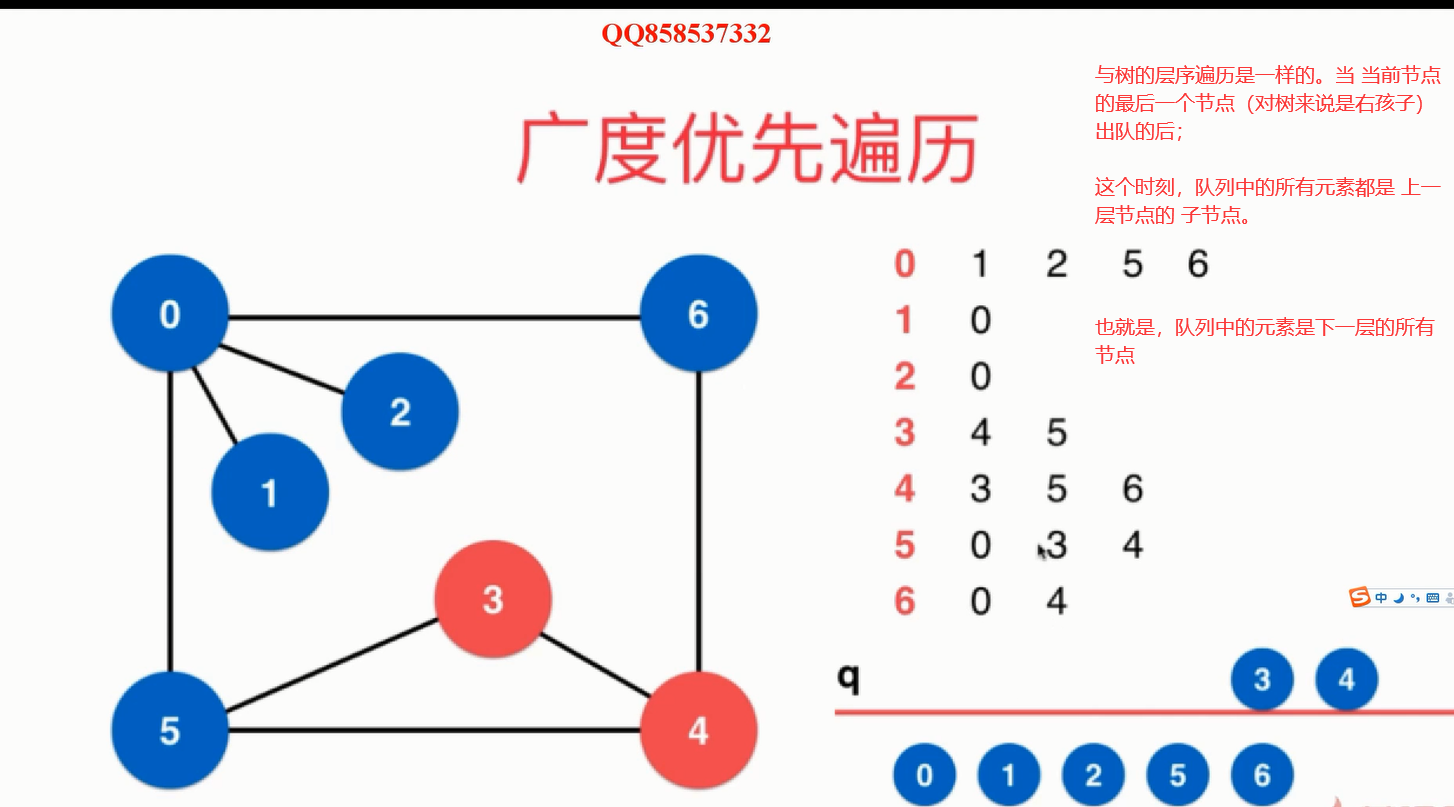 QQ858537332
与树的层序遍历是一样的。当 当前节点
的最后一个节点（对树来说是右孩子）
出队的后；
广度优先遍历
这个时刻，队列中的所有元素都是 上一
层节点的 子节点。
也就是，队列中的元素是下一层的所有
节点
0
6
2
1
3
5
4
0 1 2 5 6
1 0
2 0
3 4 5
4 3 5 6
5 0 3 4
6 0 4
中
q
3 4
0 1 2 5 6